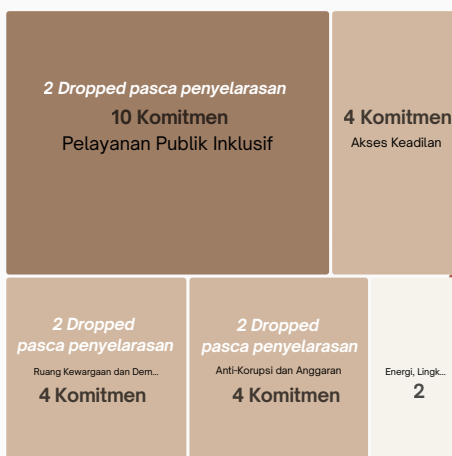 2 Dropped pasca penyelarasan
10 Komitmen
Pelayanan Publik Inklusif
4 Komitmen
Akses Keadilan
2 Dropped
pasca penyelarasan
Ruang Kewargaan dan Dem...
4 Komitmen
2 Dropped
pasca penyelarasan
Anti-Korupsi dan Anggaran
4 Komitmen
Energi, Lingk...
2